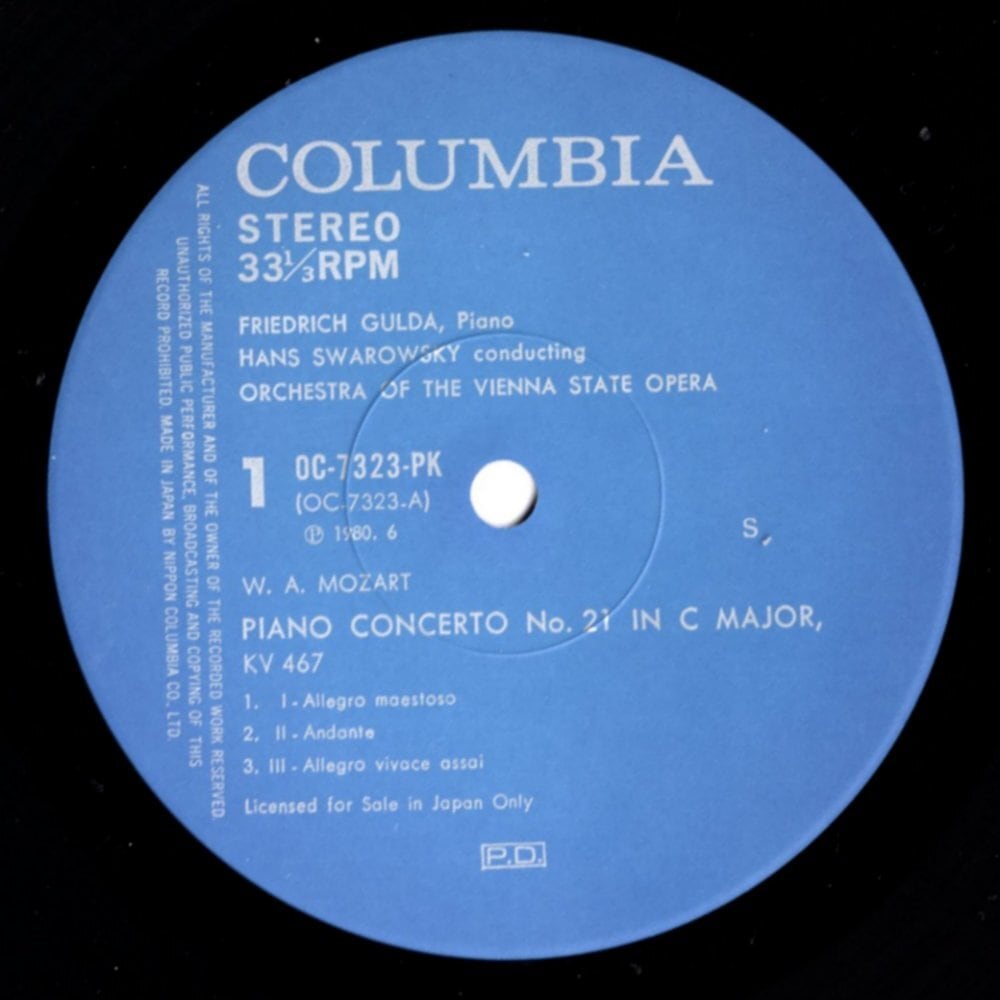 COLUMBIA
STEREO
33⅓RPM
FRIEDRICH GULDA, Piano
HANS SWAROWSKY conducting
ORCHESTRA OF THE VIENNA STATE OPERA
1 OC-7323-PK
(OC-7323-A)
Ⓟ 1980. 6
S,
W. A. MOZART
PIANO CONCERTO No. 21 IN C MAJOR,
KV 467
1. I - Allegro maestoso
2. II - Andante
3. III - Allegro vivace assai
Licensed for Sale in Japan Only
P.D.
ALL RIGHTS OF THE MANUFACTURER AND OF THE OWNER OF THE RECORDED WORK RESERVED.
UNAUTHORIZED PUBLIC PERFORMANCE, BROADCASTING AND COPYING OF THIS
RECORD PROHIBITED. MADE IN JAPAN BY NIPPON COLUMBIA CO., LTD.